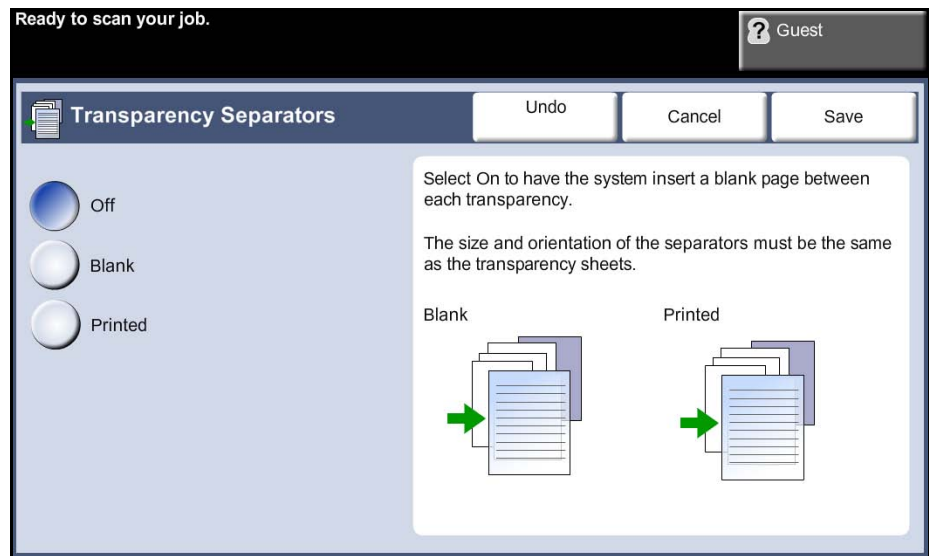 Ready to scan your job.
? Guest
Transparency Separators
Undo
Cancel
Save
Off
Blank
Printed
Select On to have the system insert a blank page between
each transparency.
The size and orientation of the separators must be the same
as the transparency sheets.
Blank
Printed